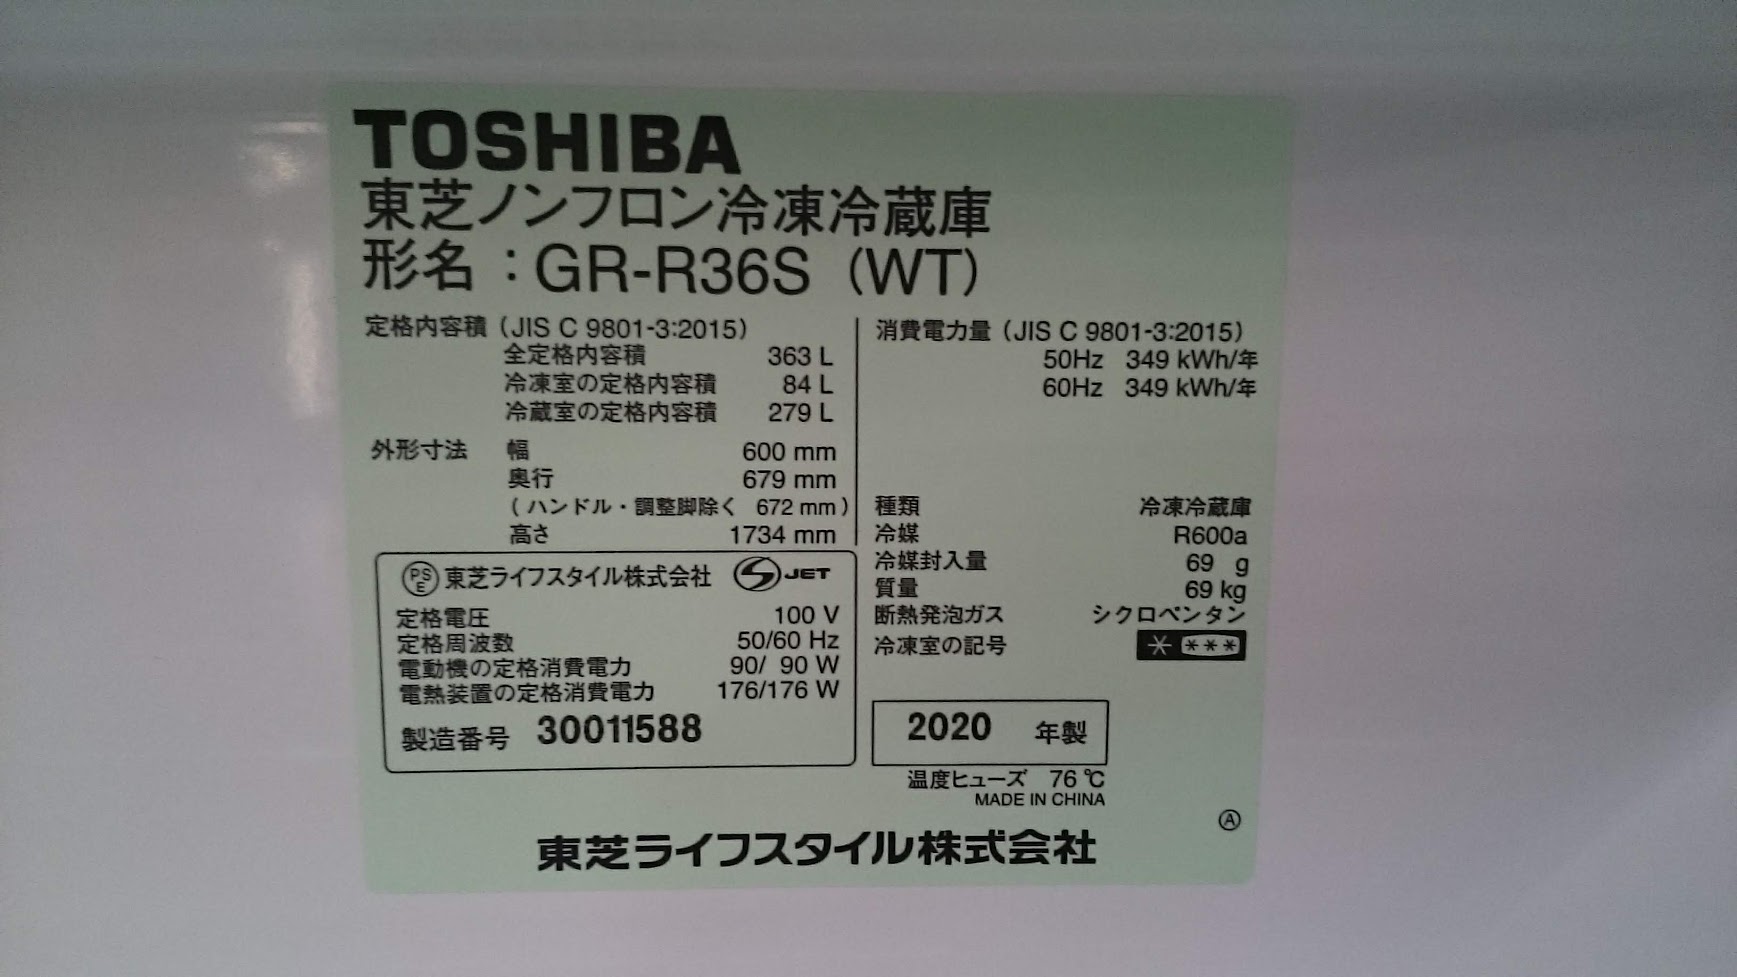 TOSHIBA
東芝ノンフロン冷凍冷蔵庫
形名：GR-R36S（WT）
定格内容積（JIS C 9801-3:2015）
全定格内容積 363 L
冷凍室の定格内容積 84 L
冷蔵室の定格内容積 279 L
外形寸法 幅 600 mm
奥行 679 mm
（ハンドル・調整脚除く 672 mm）
高さ 1734 mm
PSE 東芝ライフスタイル株式会社 S JET
定格電圧 100 V
定格周波数 50/60 Hz
電動機の定格消費電力 90/ 90 W
電熱装置の定格消費電力 176/176 W
製造番号 30011588
消費電力量（JIS C 9801-3:2015）
50Hz 349 kWh/年
60Hz 349 kWh/年
種類 冷凍冷蔵庫
冷媒 R600a
冷媒封入量 69 g
質量 69 kg
断熱発泡ガス シクロペンタン
冷凍室の記号 * ***
2020 年製
温度ヒューズ 76 ℃
MADE IN CHINA
Ⓐ
東芝ライフスタイル株式会社